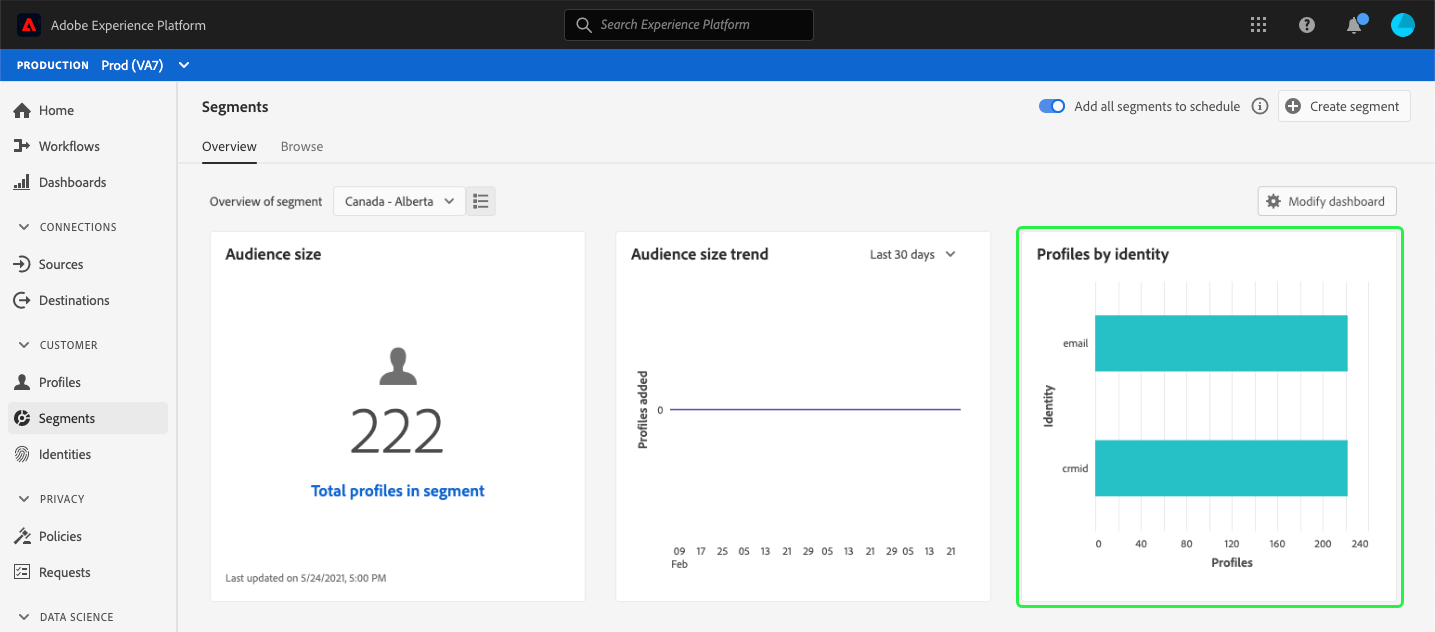 Adobe Experience Platform
Search Experience Platform
PRODUCTION Prod (VA7)
Home
Workflows
Dashboards
CONNECTIONS
Sources
Destinations
CUSTOMER
Profiles
Segments
Identities
PRIVACY
Policies
Requests
DATA SCIENCE
Segments
Add all segments to schedule
Create segment
Overview Browse
Overview of segment Canada - Alberta
Modify dashboard
Audience size
222
Total profiles in segment
Last updated on 5/24/2021, 5:00 PM
Audience size trend
Last 30 days
Profiles added
0
09 17 25 05 13 21 29 05 13 21 29 05 13 21
Feb
Profiles by identity
Identity
email
crmid
0 40 80 120 160 200 240
Profiles